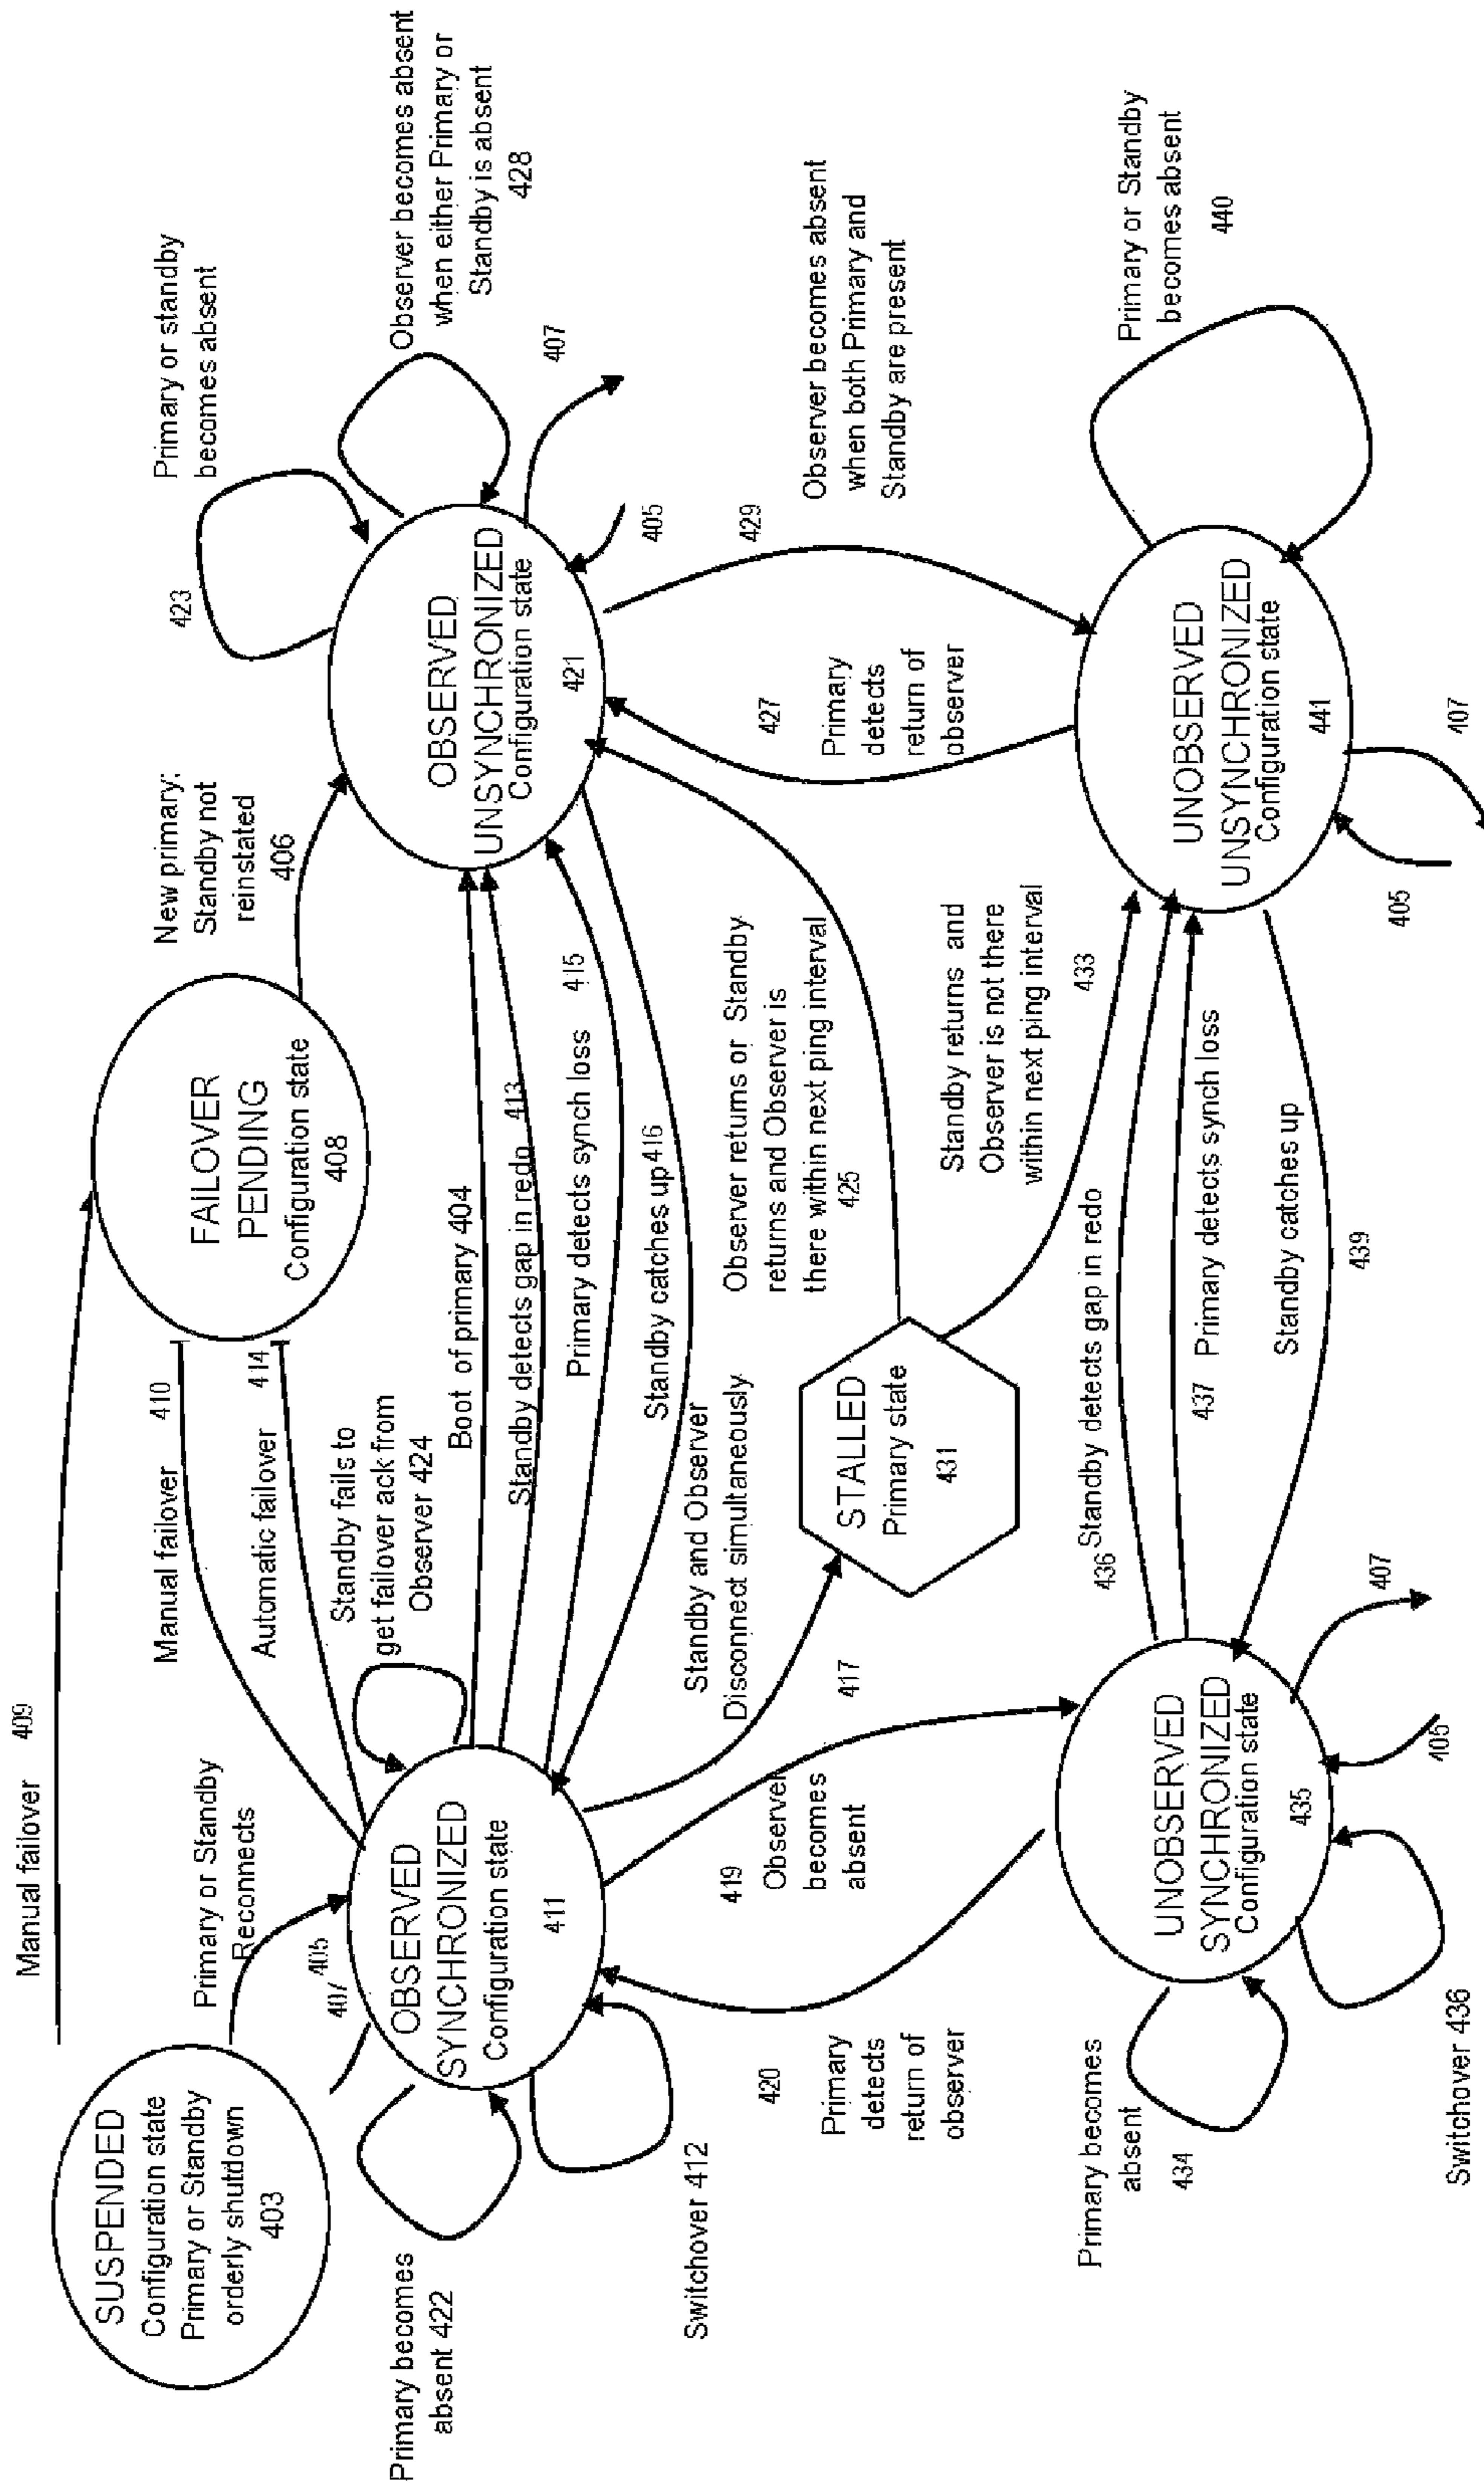 Manual failover 409
SUSPENDED
Configuration state
Primary or Standby
orderly shutdown
403
Primary or Standby
Reconnects
405
407
Manual failover 410
Automatic failover 414
FAILOVER
PENDING
Configuration state
408
New primary:
Standby not
reinstated
406
Primary or standby
becomes absent
423
Observer becomes absent
when either Primary or
Standby is absent
428
Standby fails to
get failover ack from
Observer 424
Primary becomes
absent 422
OBSERVED
SYNCHRONIZED
Configuration state
411
Switchover 412
Boot of primary 404
Standby detects gap in redo 413
Primary detects synch loss 415
Standby catches up 416
OBSERVED
UNSYNCHRONIZED
Configuration state
421
407
405
Standby and Observer
Disconnect simultaneously
417
STALLED
Primary state
431
Observer returns or Standby
returns and Observer is
there within next ping interval
425
Standby returns and
Observer is not there
within next ping interval
433
429
Observer becomes absent
when both Primary and
Standby are present
427
Primary
detects
return of
observer
419 Observer
becomes
absent
420
Primary
detects
return of
observer
Primary becomes
absent
434
UNOBSERVED
SYNCHRONIZED
Configuration state
435
Switchover 436
405
407
436 Standby detects gap in redo
437 Primary detects synch loss
Standby catches up
439
UNOBSERVED
UNSYNCHRONIZED
Configuration state
441
405
407
Primary or Standby
becomes absent
440